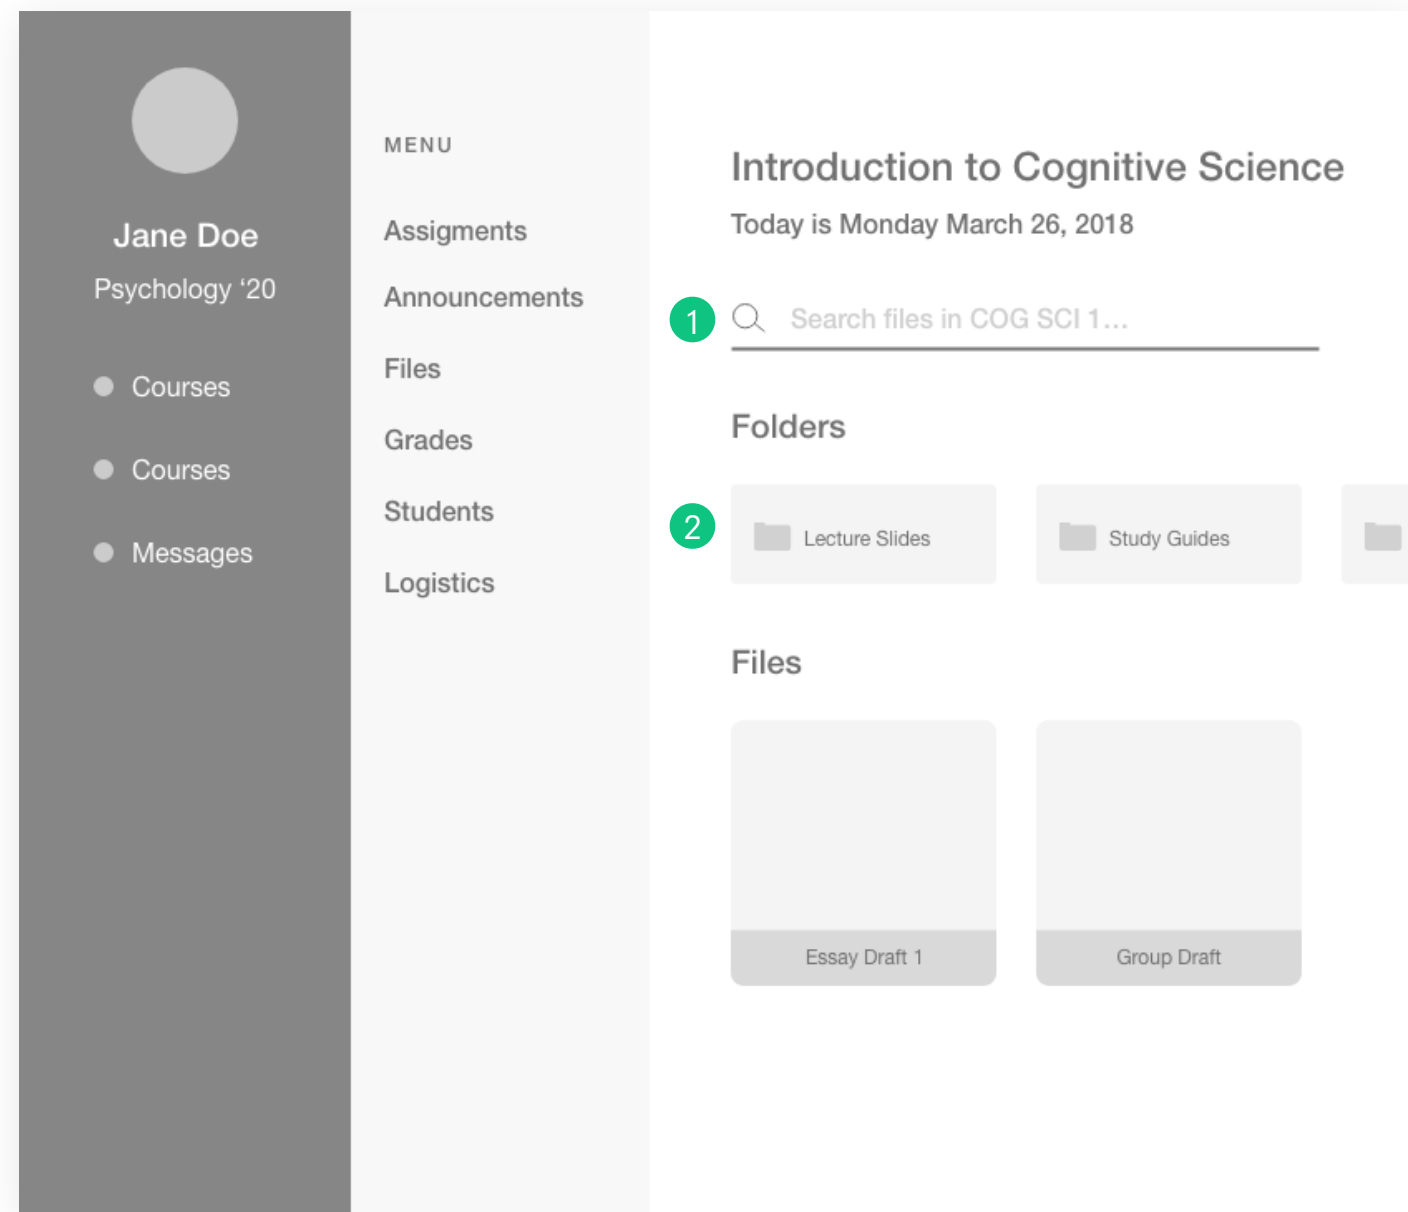 Jane Doe
Psychology ‘20
Courses
Courses
Messages
MENU
Assigments
Announcements
Files
Grades
Students
Logistics
Introduction to Cognitive Science
Today is Monday March 26, 2018
1
Search files in COG SCI 1...
Folders
2
Lecture Slides
Study Guides
Files
Essay Draft 1
Group Draft